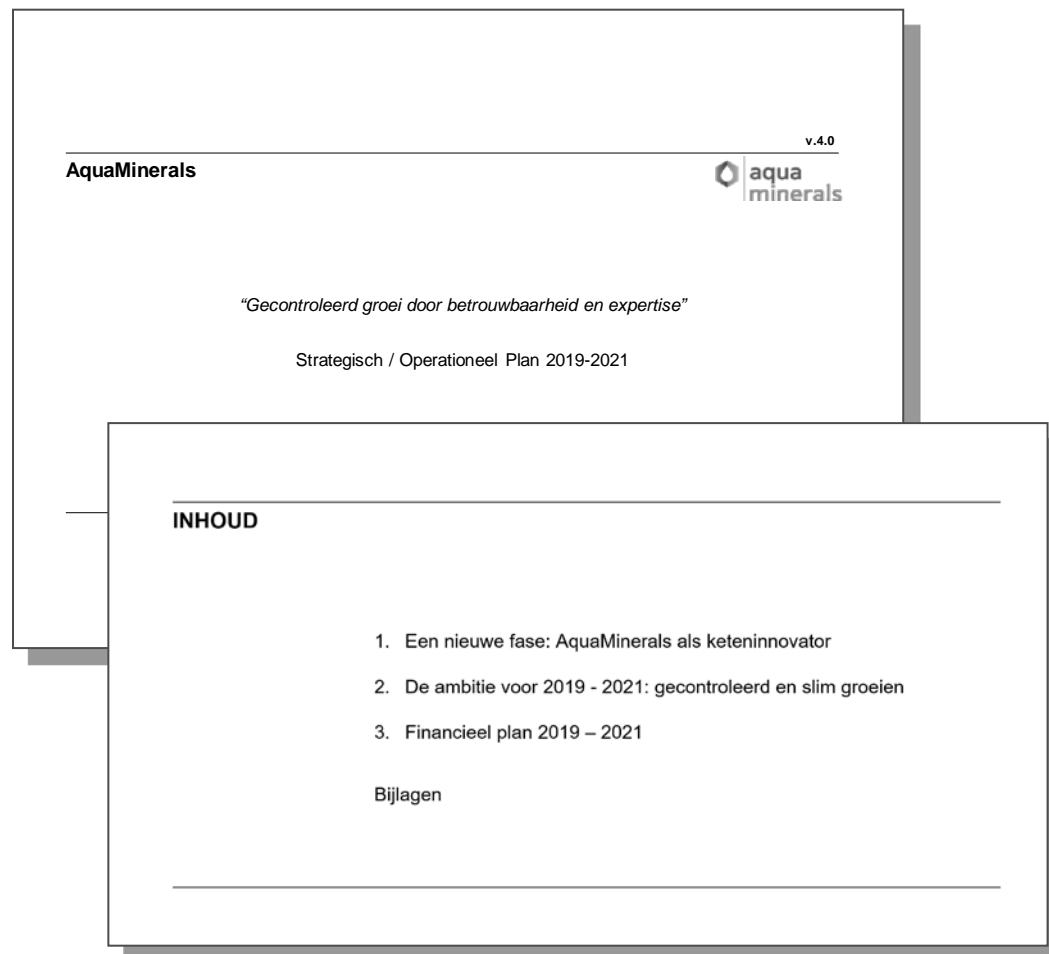 v.4.0
AquaMinerals
aqua
minerals
“Gecontroleerd groei door betrouwbaarheid en expertise”
Strategisch / Operationeel Plan 2019-2021
INHOUD
1. Een nieuwe fase: AquaMinerals als keteninnovator
2. De ambitie voor 2019 - 2021: gecontroleerd en slim groeien
3. Financieel plan 2019 – 2021
Bijlagen